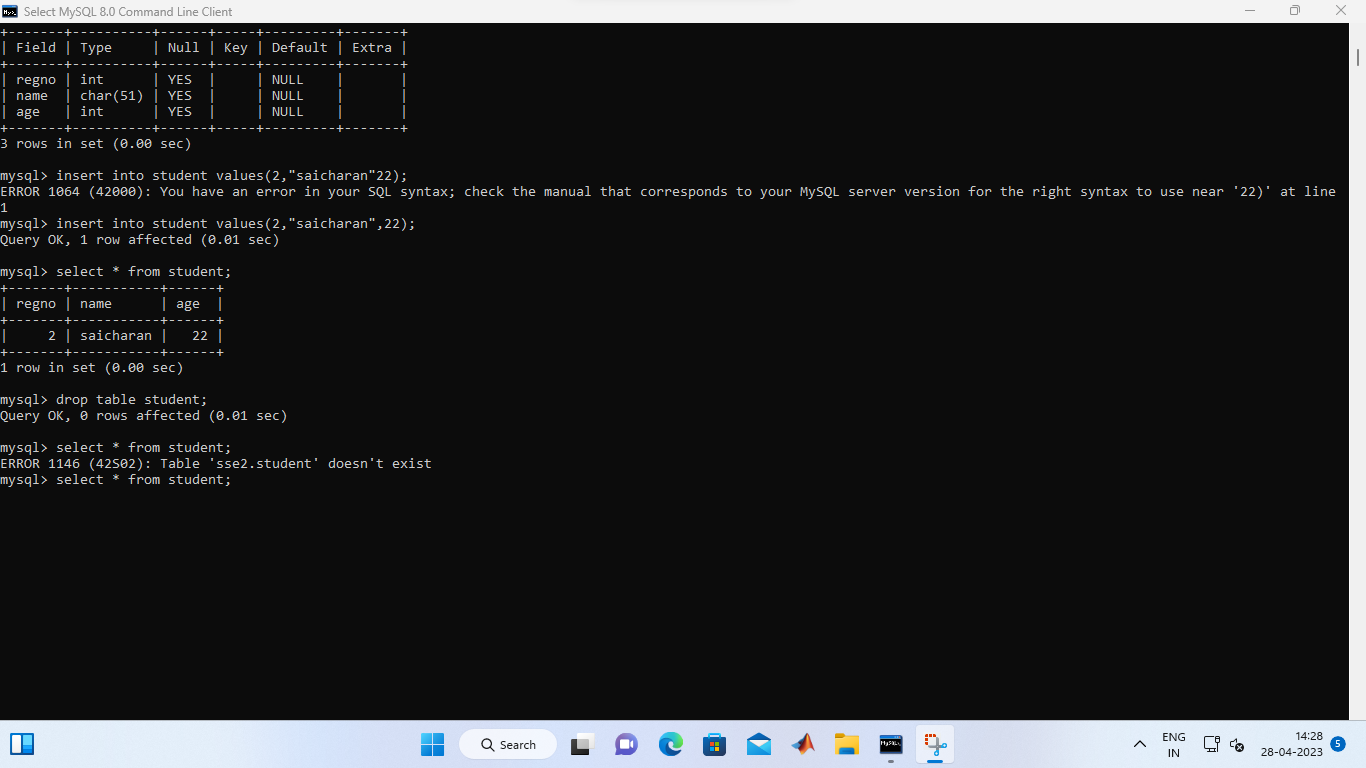 Select MySQL 8.0 Command Line Client
+-------+----------+------+-----+---------+-------+
| Field | Type     | Null | Key | Default | Extra |
+-------+----------+------+-----+---------+-------+
| regno | int      | YES  |     | NULL    |       |
| name  | char(51) | YES  |     | NULL    |       |
| age   | int      | YES  |     | NULL    |       |
+-------+----------+------+-----+---------+-------+
3 rows in set (0.00 sec)
mysql> insert into student values(2,"saicharan"22);
ERROR 1064 (42000): You have an error in your SQL syntax; check the manual that corresponds to your MySQL server version for the right syntax to use near '22)' at line
1
mysql> insert into student values(2,"saicharan",22);
Query OK, 1 row affected (0.01 sec)
mysql> select * from student;
+-------+-----------+------+
| regno | name      | age  |
+-------+-----------+------+
|     2 | saicharan |   22 |
+-------+-----------+------+
1 row in set (0.00 sec)
mysql> drop table student;
Query OK, 0 rows affected (0.01 sec)
mysql> select * from student;
ERROR 1146 (42S02): Table 'sse2.student' doesn't exist
mysql> select * from student;
Search
ENG
IN
14:28
28-04-2023
5